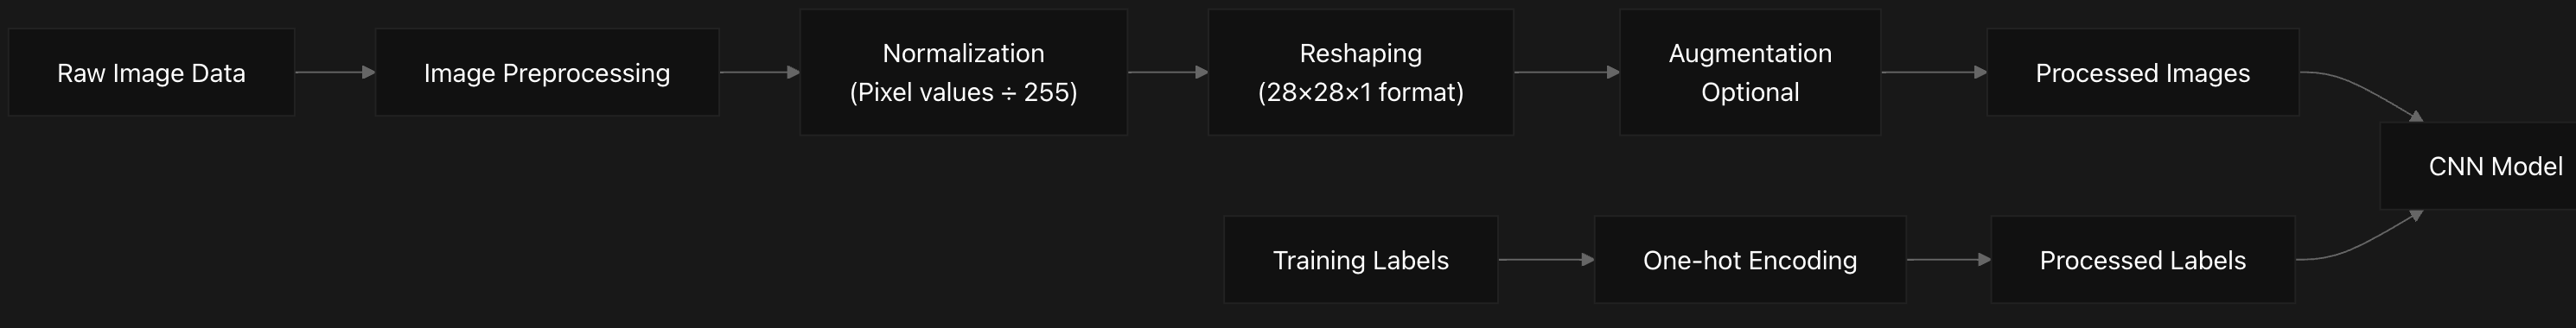 Raw Image Data
Image Preprocessing
Normalization
(Pixel values ÷ 255)
Reshaping
(28×28×1 format)
Augmentation
Optional
Processed Images
CNN Model
Training Labels
One-hot Encoding
Processed Labels